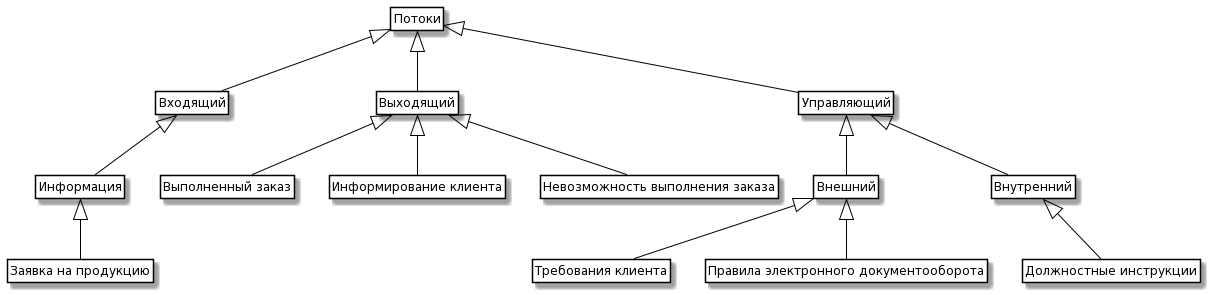 Потоки
Входящий
Выходящий
Управляющий
Информация
Выполненный заказ
Информирование клиента
Невозможность выполнения заказа
Внешний
Внутренний
Заявка на продукцию
Требования клиента
Правила электронного документооборота
Должностные инструкции